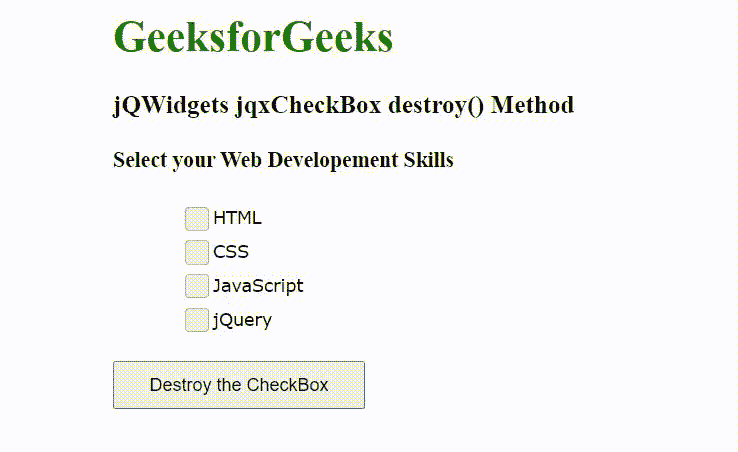 GeeksforGeeks
jQWidgets jqxCheckBox destroy() Method
Select your Web Developement Skills
HTML
CSS
JavaScript
jQuery
Destroy the CheckBox